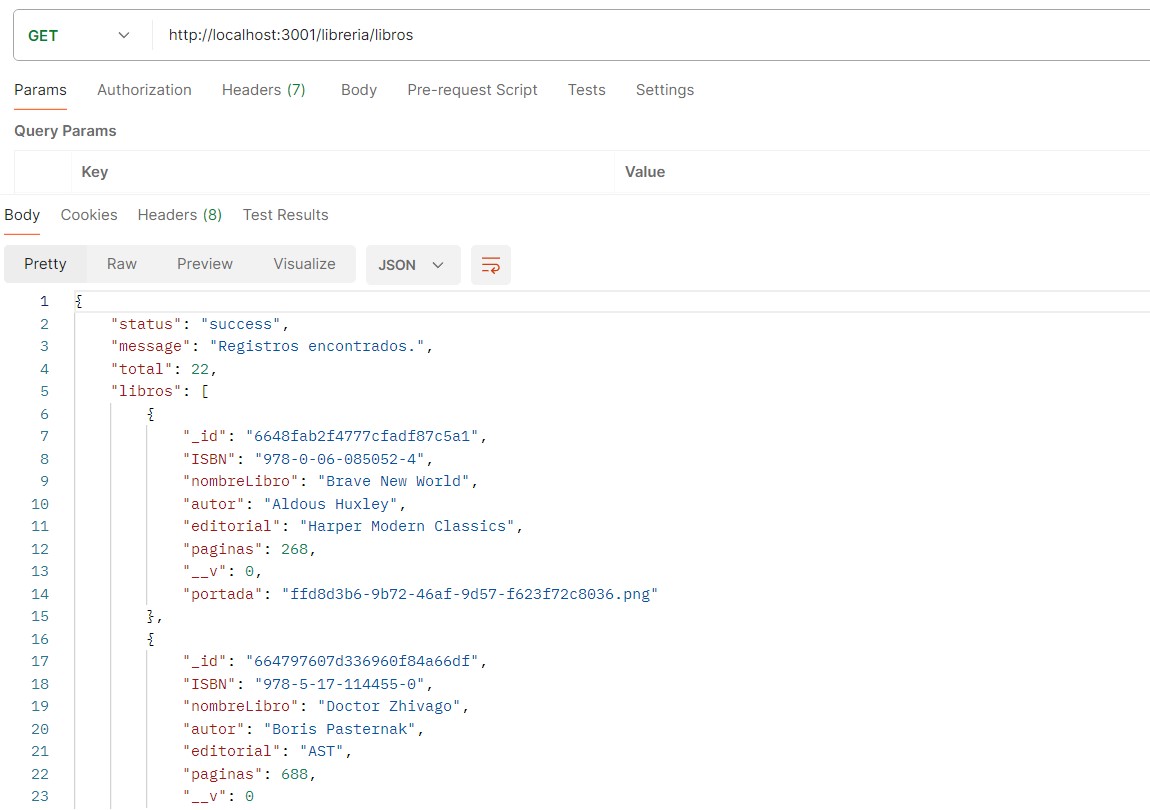 GET http://localhost:3001/libreria/libros
Params Authorization Headers (7) Body Pre-request Script Tests Settings
Query Params
Key Value
Body Cookies Headers (8) Test Results
Pretty Raw Preview Visualize JSON
1 {
2 "status": "success",
3 "message": "Registros encontrados.",
4 "total": 22,
5 "libros": [
6 {
7 "_id": "6648fab2f4777cfadf87c5a1",
8 "ISBN": "978-0-06-085052-4",
9 "nombreLibro": "Brave New World",
10 "autor": "Aldous Huxley",
11 "editorial": "Harper Modern Classics",
12 "paginas": 268,
13 "__v": 0,
14 "portada": "ffd8d3b6-9b72-46af-9d57-f623f72c8036.png"
15 },
16 {
17 "_id": "664797607d336960f84a66df",
18 "ISBN": "978-5-17-114455-0",
19 "nombreLibro": "Doctor Zhivago",
20 "autor": "Boris Pasternak",
21 "editorial": "AST",
22 "paginas": 688,
23 "__v": 0